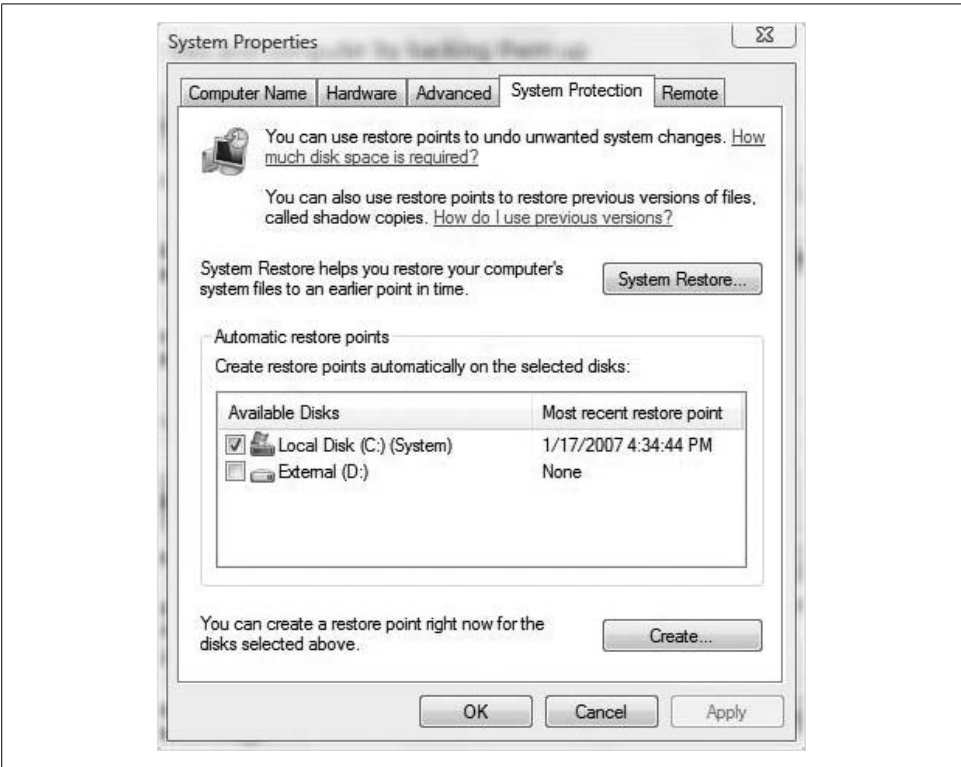 System Properties
Computer Name Hardware Advanced System Protection Remote
You can use restore points to undo unwanted system changes. How
much disk space is required?
You can also use restore points to restore previous versions of files,
called shadow copies. How do I use previous versions?
System Restore helps you restore your computer's
system files to an earlier point in time.
System Restore...
Automatic restore points
Create restore points automatically on the selected disks:
Available Disks Most recent restore point
Local Disk (C:) (System) 1/17/2007 4:34:44 PM
External (D:) None
You can create a restore point right now for the
disks selected above.
Create...
OK Cancel Apply